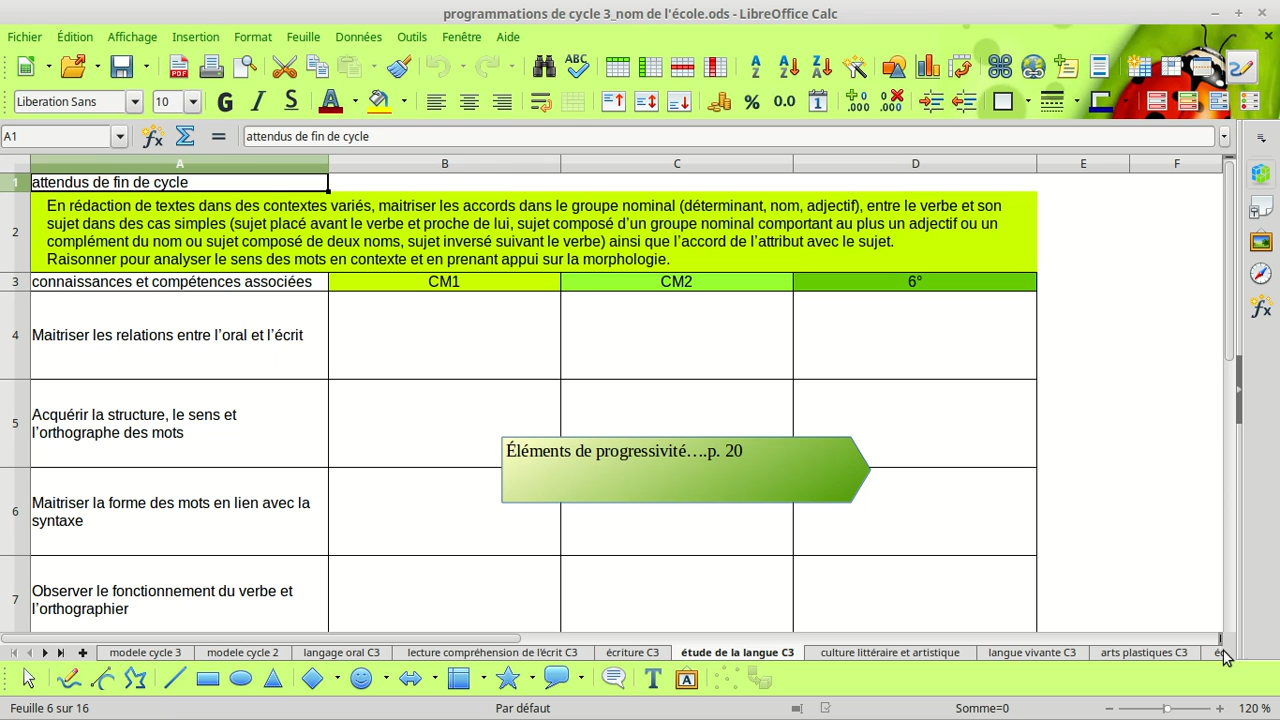 programmations de cycle 3_nom de l'école.ods - LibreOffice Calc
Fichier Édition Affichage Insertion Format Feuille Données Outils Fenêtre Aide
Liberation Sans 10 G I S
A1 attendus de fin de cycle
A B C D E F
1 attendus de fin de cycle
2
En rédaction de textes dans des contextes variés, maitriser les accords dans le groupe nominal (déterminant, nom, adjectif), entre le verbe et son
sujet dans des cas simples (sujet placé avant le verbe et proche de lui, sujet composé d'un groupe nominal comportant au plus un adjectif ou un
complément du nom ou sujet composé de deux noms, sujet inversé suivant le verbe) ainsi que l'accord de l'attribut avec le sujet.
Raisonner pour analyser le sens des mots en contexte et en prenant appui sur la morphologie.
3 connaissances et compétences associées CM1 CM2 6°
4 Maitriser les relations entre l'oral et l'écrit
5 Acquérir la structure, le sens et
l'orthographe des mots
Éléments de progressivité….p. 20
6 Maitriser la forme des mots en lien avec la
syntaxe
7 Observer le fonctionnement du verbe et
l'orthographier
modele cycle 3 modele cycle 2 langage oral C3 lecture compréhension de l'écrit C3 écriture C3 étude de la langue C3 culture littéraire et artistique langue vivante C3 arts plastiques C3
Feuille 6 sur 16 Par défaut Somme=0 120 %